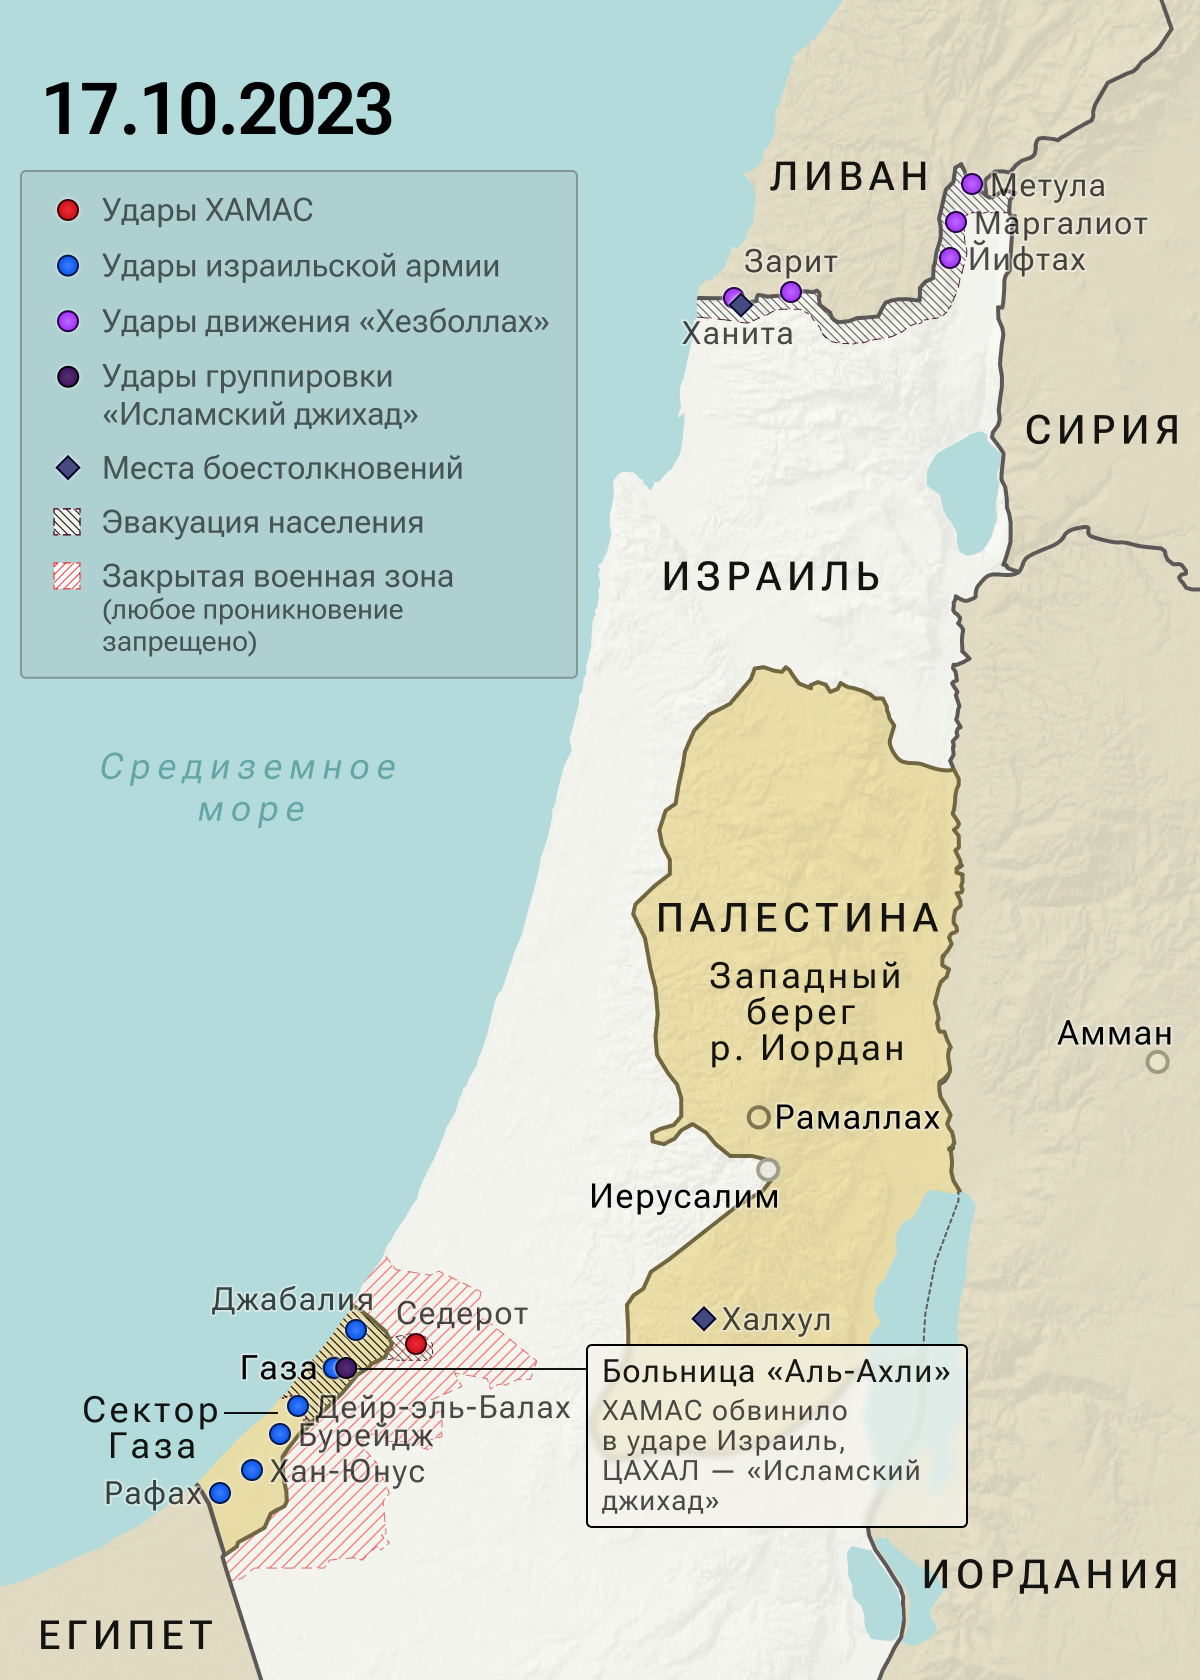 17.10.2023
Удары ХАМАС
Удары израильской армии
Удары движения «Хезболлах»
Удары группировки
«Исламский джихад»
Места боестолкновений
Эвакуация населения
Закрытая военная зона
(любое проникновение
запрещено)
ЛИВАН
Метула
Маргалиот
Йифтах
Зарит
Ханита
СИРИЯ
ИЗРАИЛЬ
Средиземное
море
ПАЛЕСТИНА
Западный
берег
р. Иордан
Амман
Рамаллах
Иерусалим
Джабалия
Седерот
Халхул
Газа
Больница «Аль-Ахли»
ХАМАС обвинило
в ударе Израиль,
ЦАХАЛ — «Исламский
джихад»
Сектор
Газа
Дейр-эль-Балах
Бурейдж
Хан-Юнус
Рафах
ИОРДАНИЯ
ЕГИПЕТ